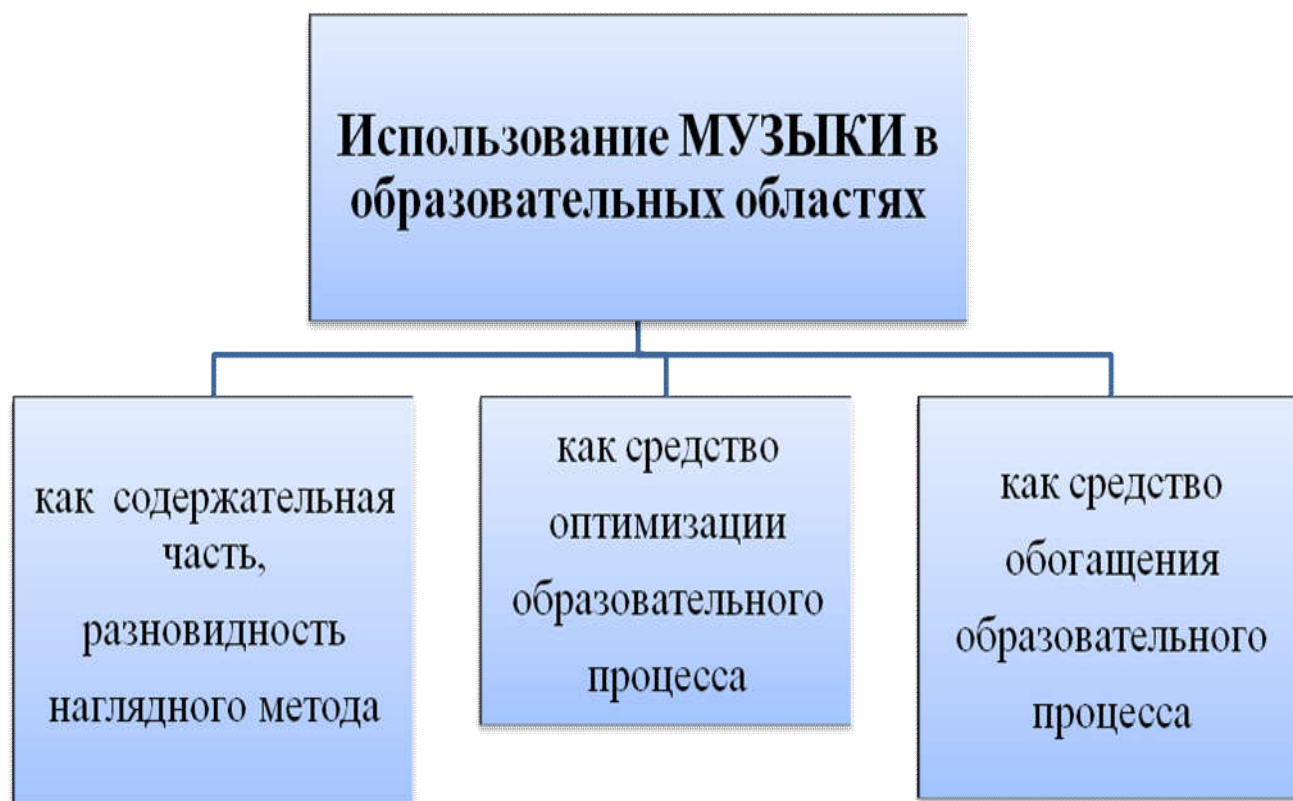 Использование МУЗЫКИ в
образовательных областях
как содержательная
часть,
разновидность
наглядного метода
как средство
оптимизации
образовательного
процесса
как средство
обогащения
образовательного
процесса